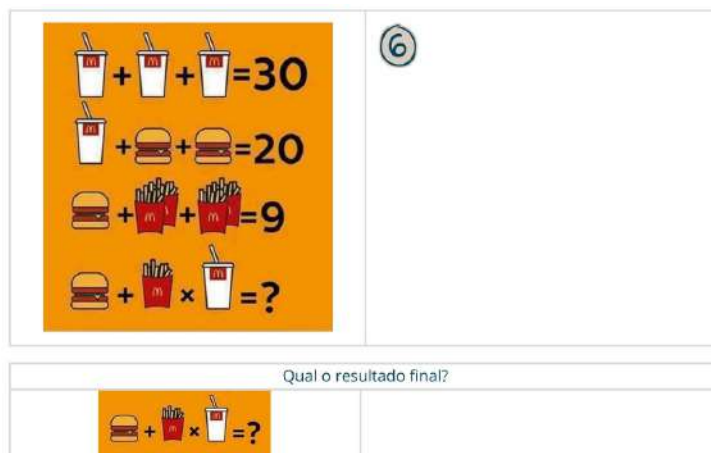 + + =30
6
+ + =20
+ + =9
+ × =?
Qual o resultado final?
+ × =?